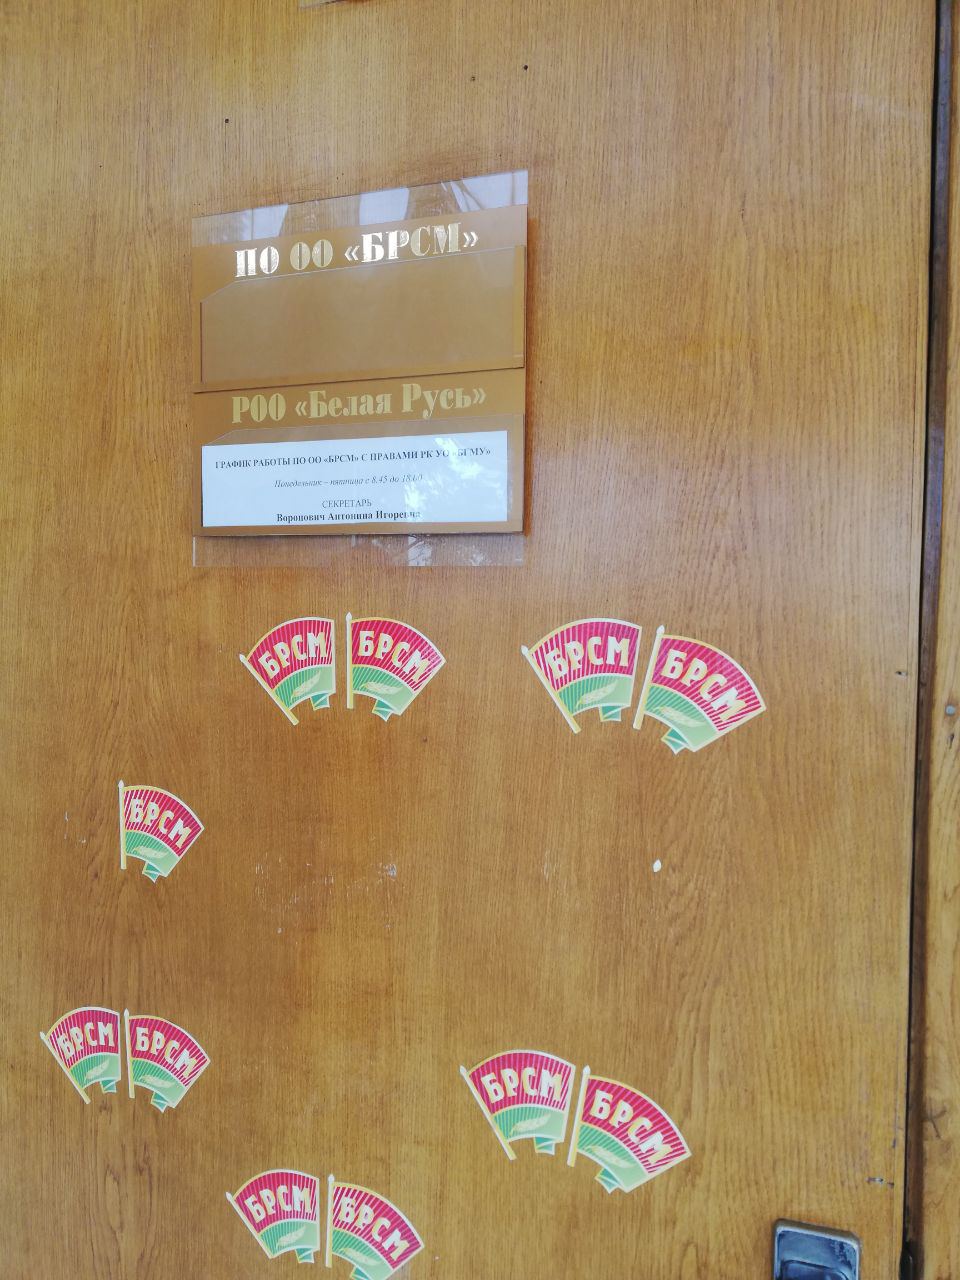 ПО ОО «БРСМ»
РОО «Белая Русь»
ГРАФИК РАБОТЫ ПО ОО «БРСМ» С ПРАВАМИ РК УО «БГМУ»
Понедельник – пятница с 8.45 до 18.00
СЕКРЕТАРЬ
Воронович Антонина Игоревна
БРСМ БРСМ
БРСМ БРСМ
БРСМ
БРСМ БРСМ
БРСМ БРСМ
БРСМ БРСМ